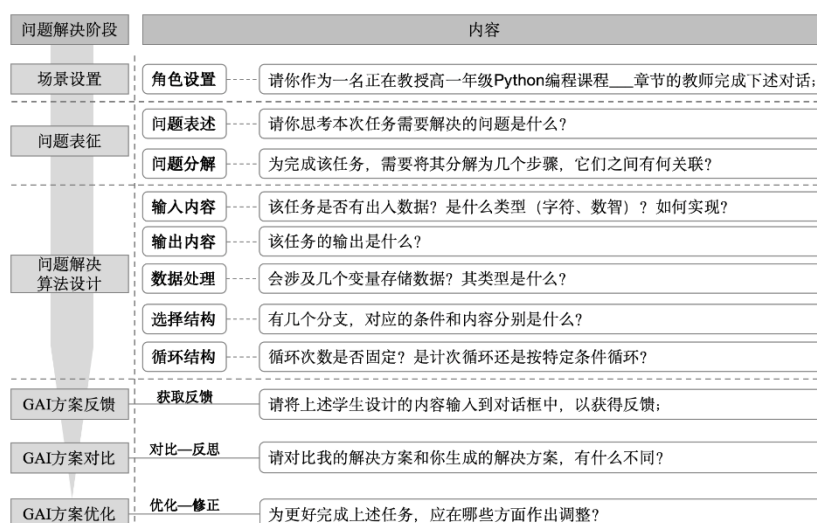 问题解决阶段
内容
场景设置
角色设置
请你作为一名正在教授高一年级Python编程课程___章节的教师完成下述对话;
问题表征
问题表述
请你思考本次任务需要解决的问题是什么?
问题分解
为完成该任务, 需要将其分解为几个步骤, 它们之间有何关联?
问题解决
算法设计
输入内容
该任务是否有出入数据? 是什么类型 (字符、数智) ? 如何实现?
输出内容
该任务的输出是什么?
数据处理
会涉及几个变量存储数据? 其类型是什么?
选择结构
有几个分支, 对应的条件和内容分别是什么?
循环结构
循环次数是否固定? 是计次循环还是按特定条件循环?
GAI方案反馈
获取反馈
请将上述学生设计的内容输入到对话框中, 以获得反馈;
GAI方案对比
对比—反思
请对比我的解决方案和你生成的解决方案, 有什么不同?
GAI方案优化
优化—修正
为更好完成上述任务, 应在哪些方面作出调整?